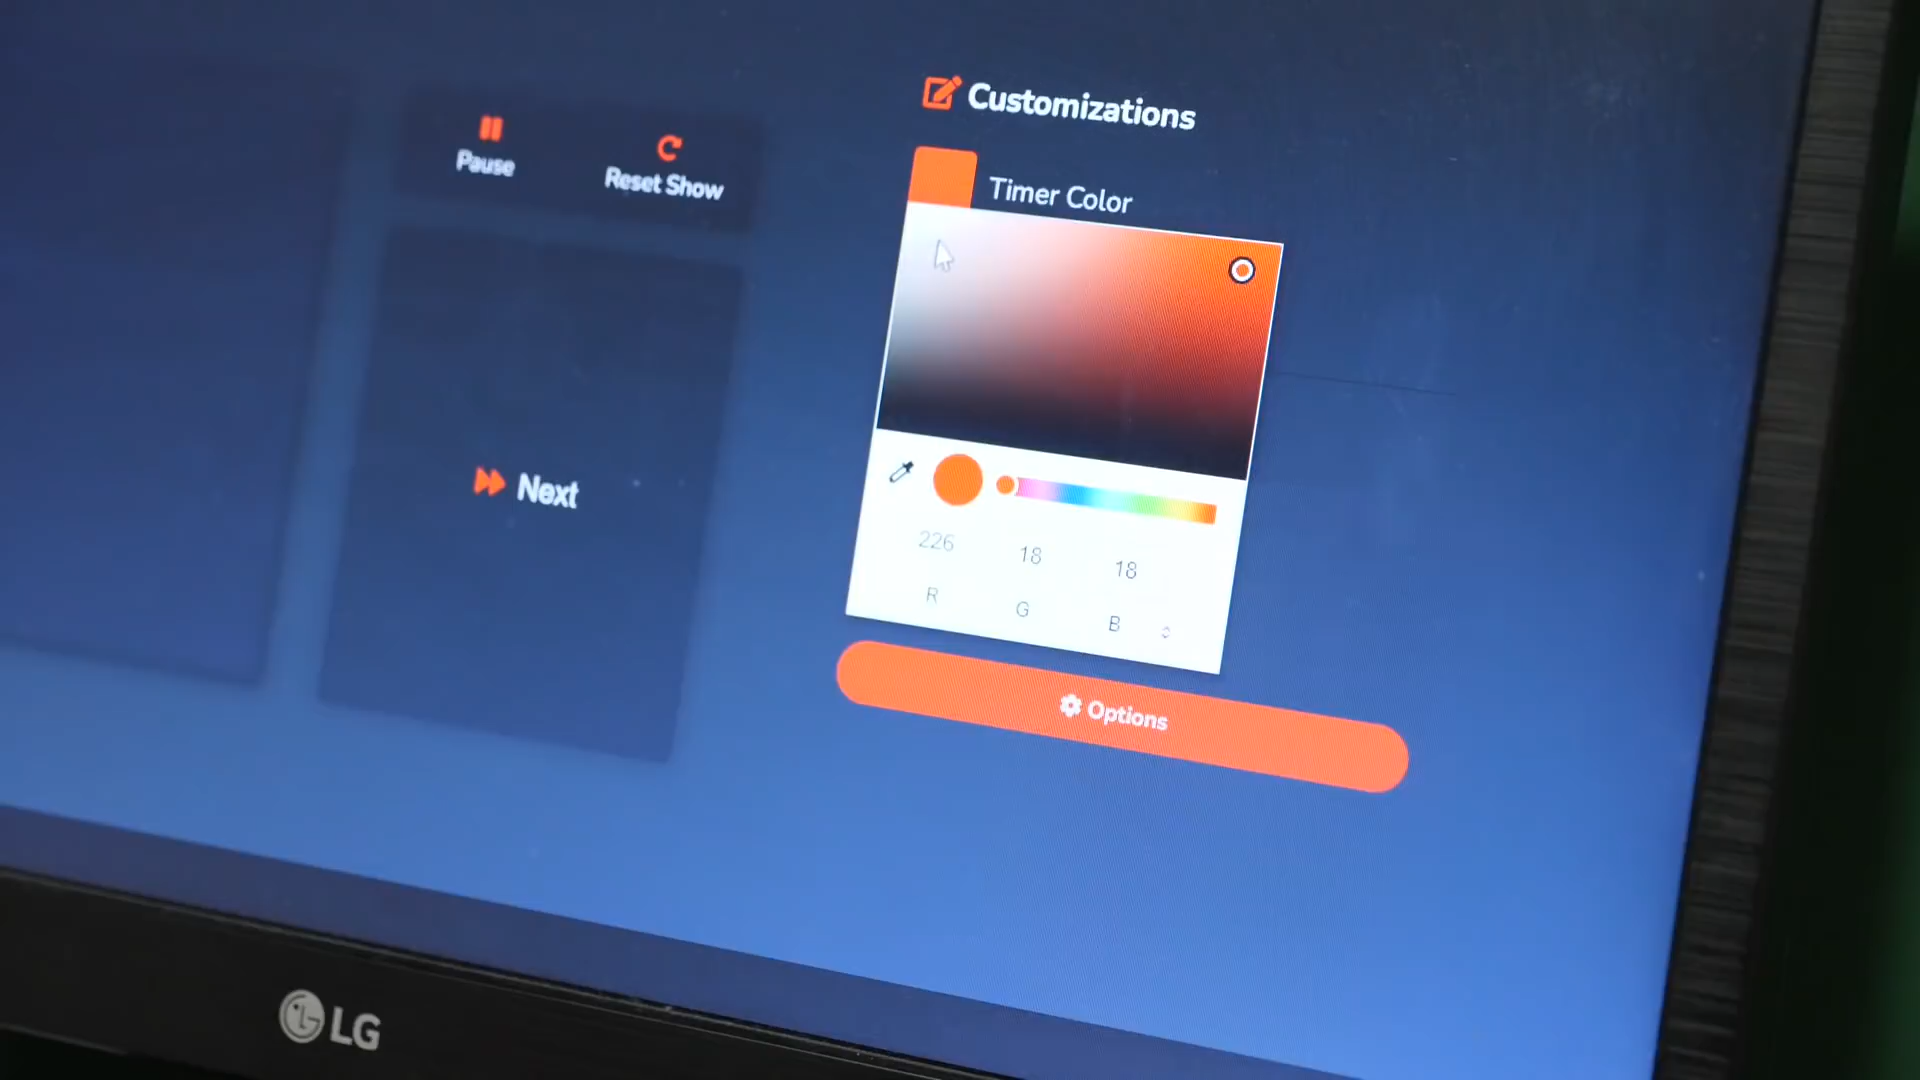 Customizations
Pause
Reset Show
Timer Color
Next
226 18 18
R G B
Options
LG